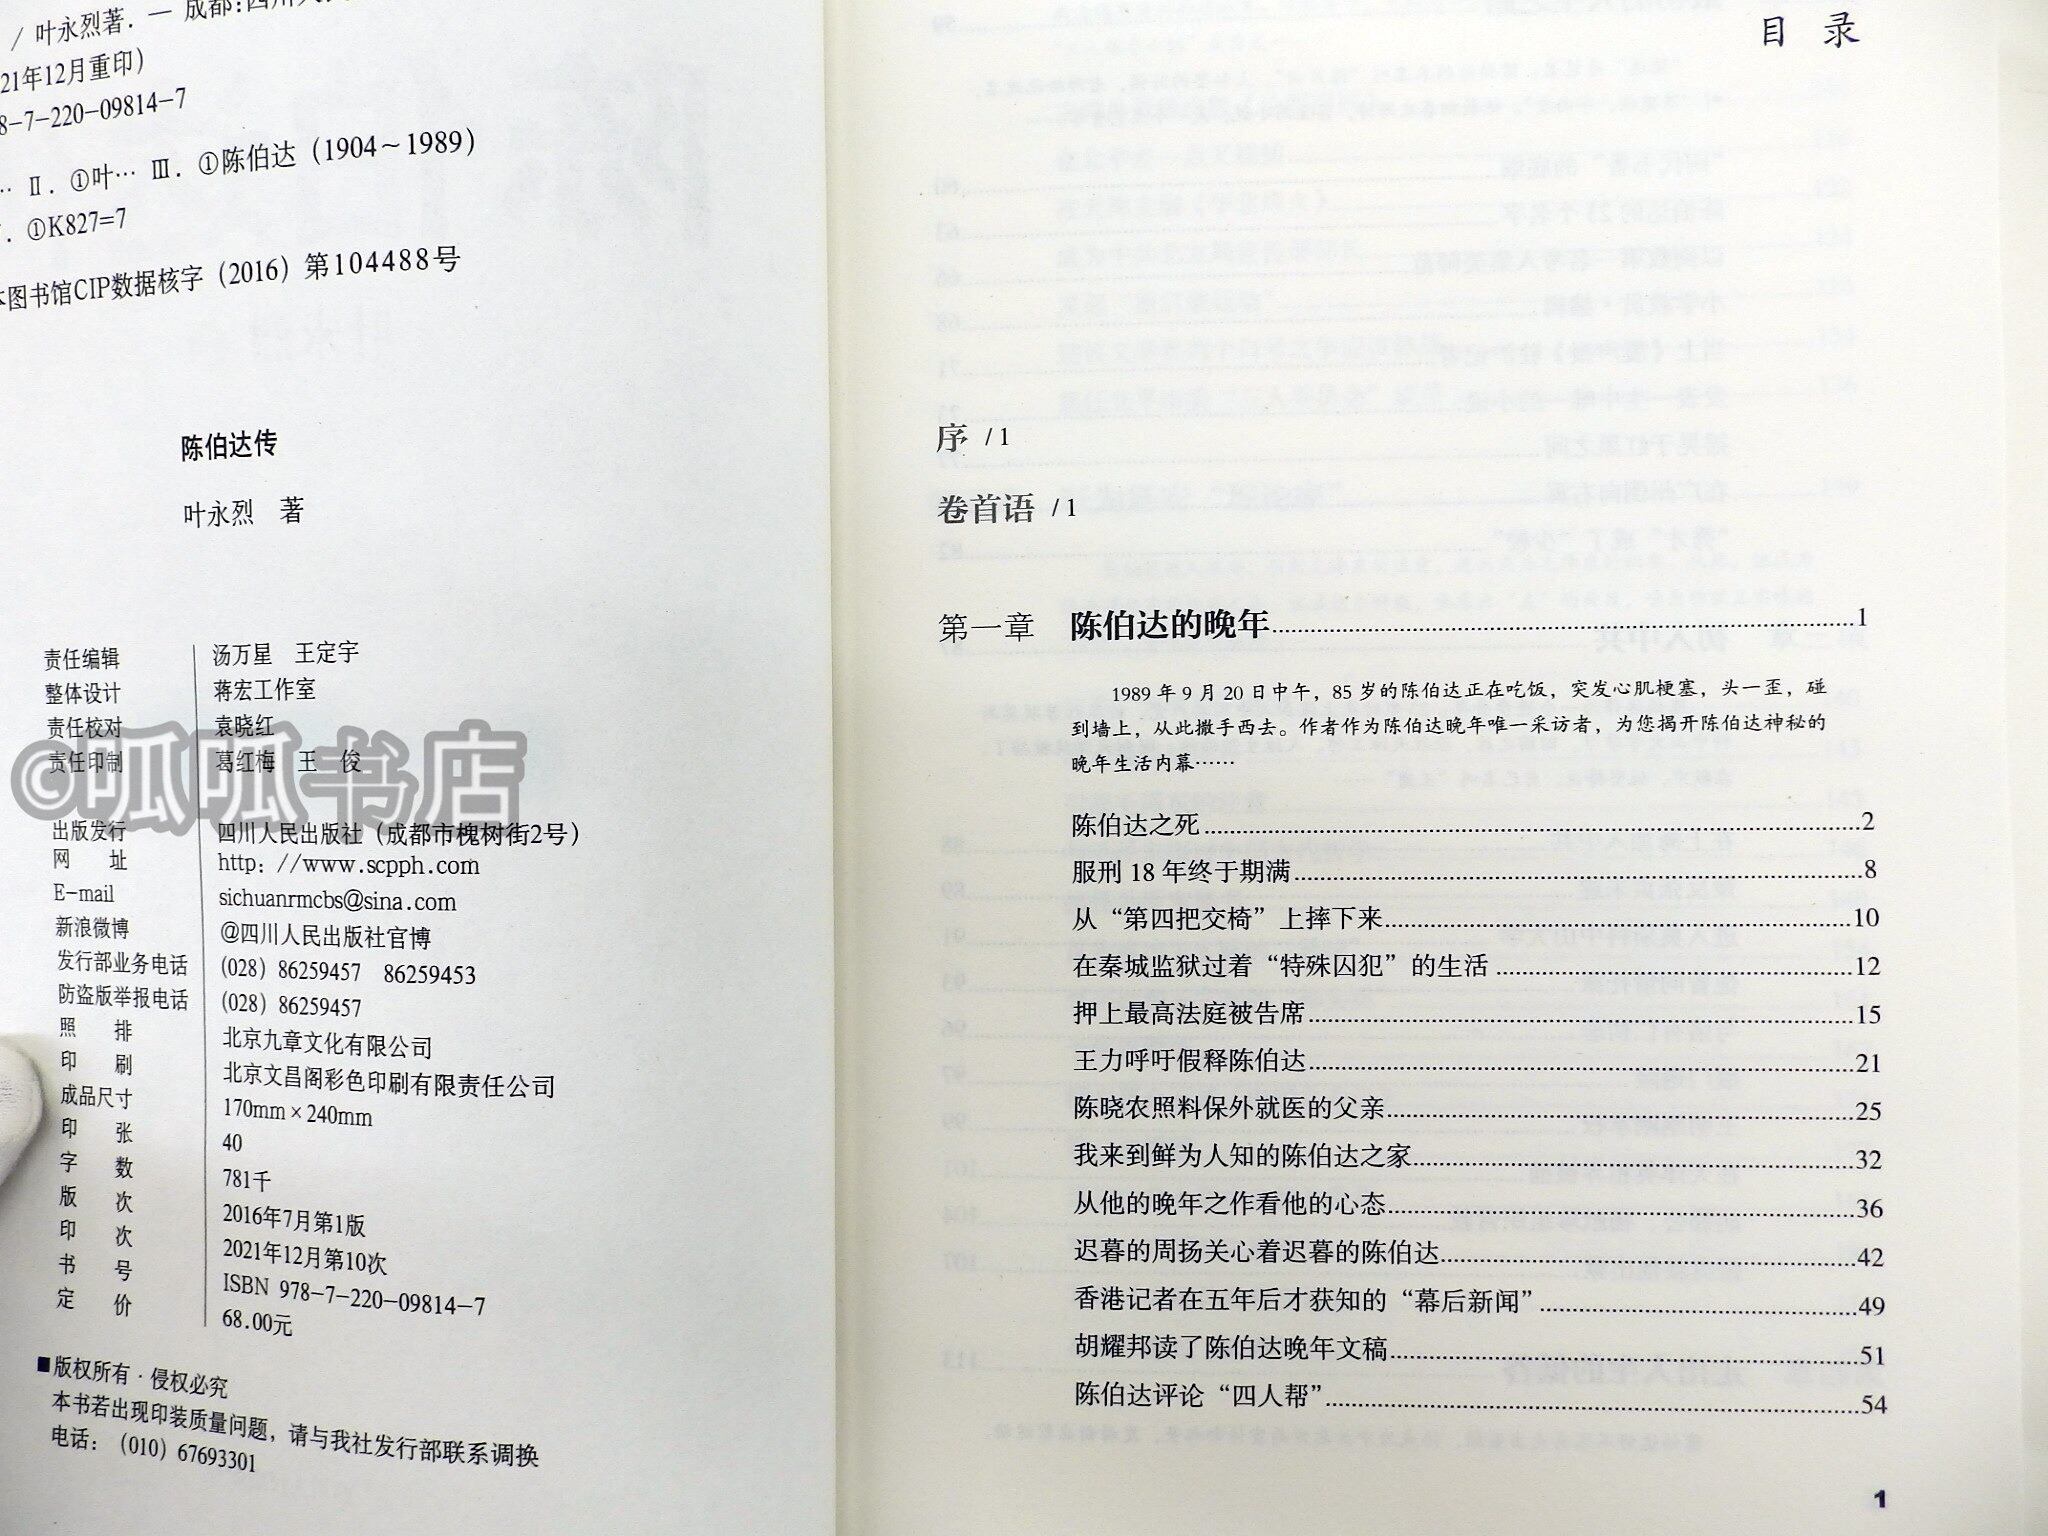 / 叶永烈著. — 成都:四川人
21年12月重印)
8-7-220-09814-7
… Ⅱ. ①叶… Ⅲ. ①陈伯达（1904～1989）
. ①K827=7
图书馆CIP数据核字（2016）第104488号
陈伯达传
叶永烈 著
责任编辑 汤万星 王定宇
整体设计 蒋宏工作室
责任校对 袁晓红
责任印制 葛红梅 王 俊
©呱呱书店
出版发行 四川人民出版社（成都市槐树街2号）
网 址 http: //www.scpph.com
E-mail sichuanrmcbs@sina.com
新浪微博 @四川人民出版社官博
发行部业务电话 (028) 86259457 86259453
防盗版举报电话 (028) 86259457
照 排 北京九章文化有限公司
印 刷 北京文昌阁彩色印刷有限责任公司
成品尺寸 170mm×240mm
印 张 40
字 数 781千
版 次 2016年7月第1版
印 次 2021年12月第10次
书 号 ISBN 978-7-220-09814-7
定 价 68.00元
■版权所有·侵权必究
本书若出现印装质量问题，请与我社发行部联系调换
电话：(010) 67693301
目 录
序 / 1
卷首语 / 1
第一章 陈伯达的晚年 1
1989年9月20日中午，85岁的陈伯达正在吃饭，突发心肌梗塞，头一歪，碰
到墙上，从此撒手西去。作者作为陈伯达晚年唯一采访者，为您揭开陈伯达神秘的
晚年生活内幕……
陈伯达之死 2
服刑18年终于期满 8
从“第四把交椅”上摔下来 10
在秦城监狱过着“特殊囚犯”的生活 12
押上最高法庭被告席 15
王力呼吁假释陈伯达 21
陈晓农照料保外就医的父亲 25
我来到鲜为人知的陈伯达之家 32
从他的晚年之作看他的心态 36
迟暮的周扬关心着迟暮的陈伯达 42
香港记者在五年后才获知的“幕后新闻” 49
胡耀邦读了陈伯达晚年文稿 51
陈伯达评论“四人帮” 54
1